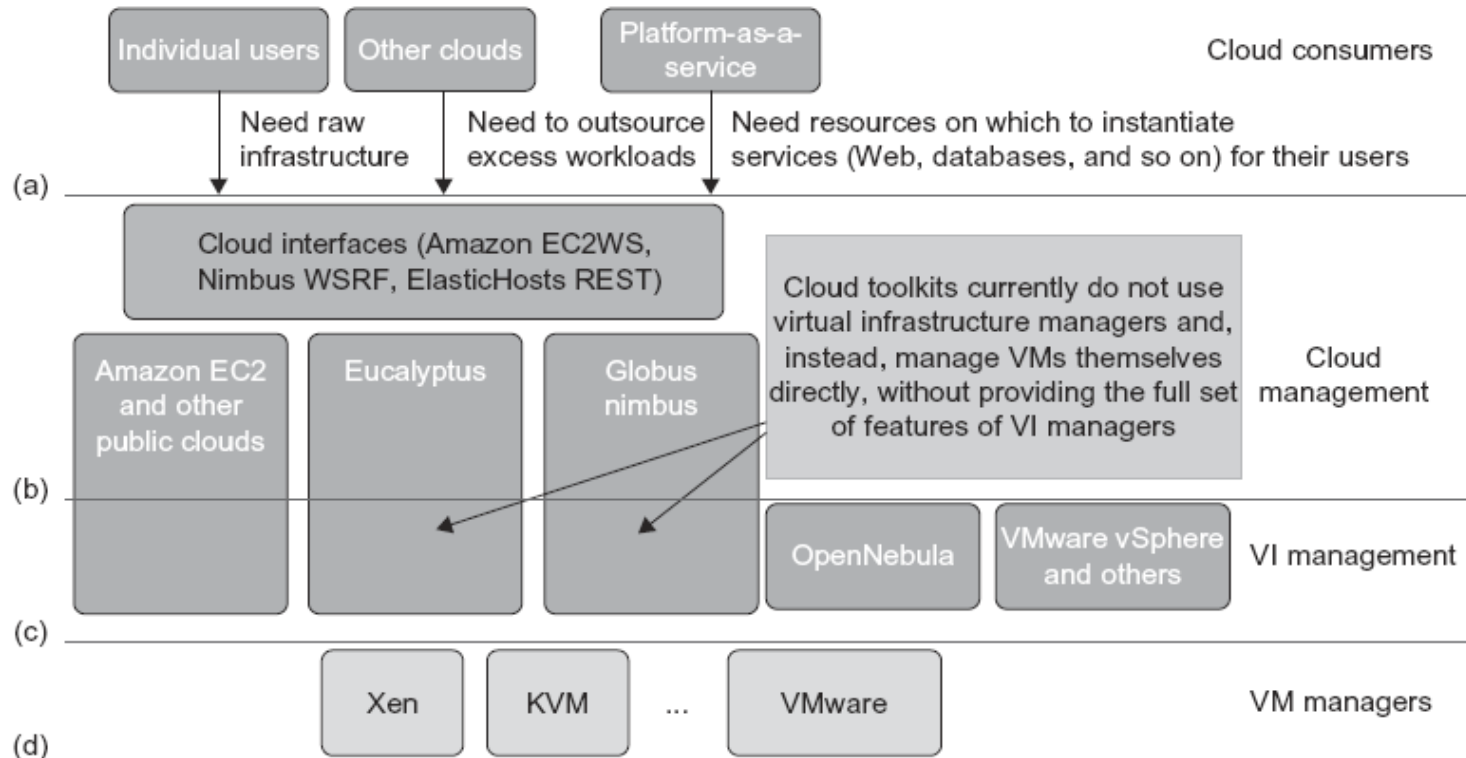 Individual users
Other clouds
Platform-as-a-
service
Cloud consumers
Need raw
infrastructure
Need to outsource
excess workloads
Need resources on which to instantiate
services (Web, databases, and so on) for their users
(a)
Cloud interfaces (Amazon EC2WS,
Nimbus WSRF, ElasticHosts REST)
Cloud toolkits currently do not use
virtual infrastructure managers and,
instead, manage VMs themselves
directly, without providing the full set
of features of VI managers
Cloud
management
Amazon EC2
and other
public clouds
Eucalyptus
Globus
nimbus
(b)
OpenNebula
VMware vSphere
and others
VI management
(c)
Xen
KVM
...
VMware
VM managers
(d)